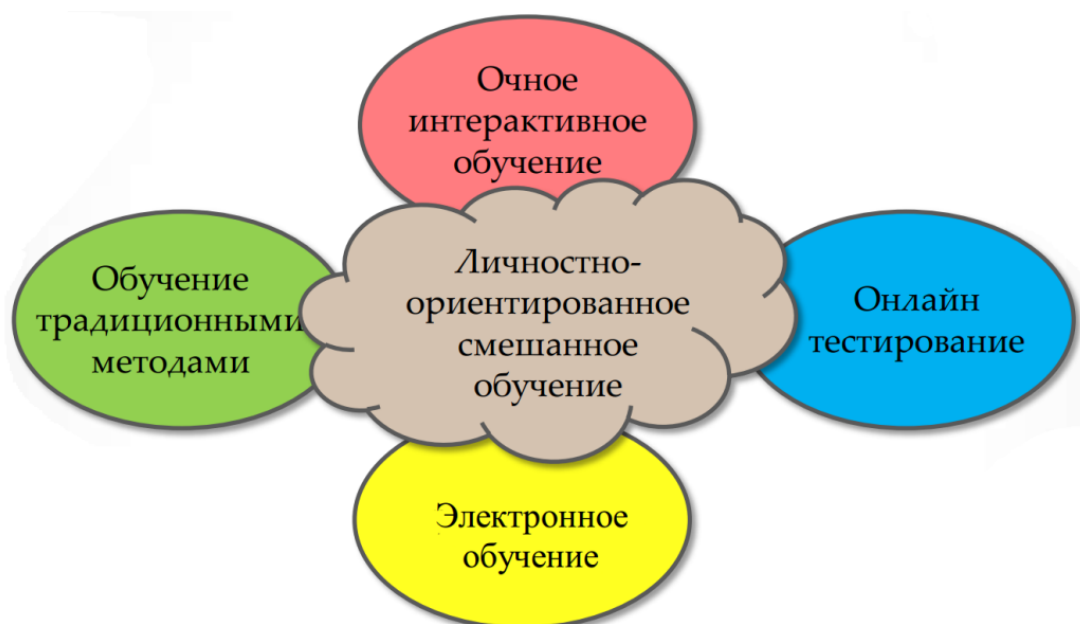 Очное
интерактивное
обучение
Обучение
традиционными
методами
Личностно-
ориентированное
смешанное
обучение
Онлайн
тестирование
Электронное
обучение